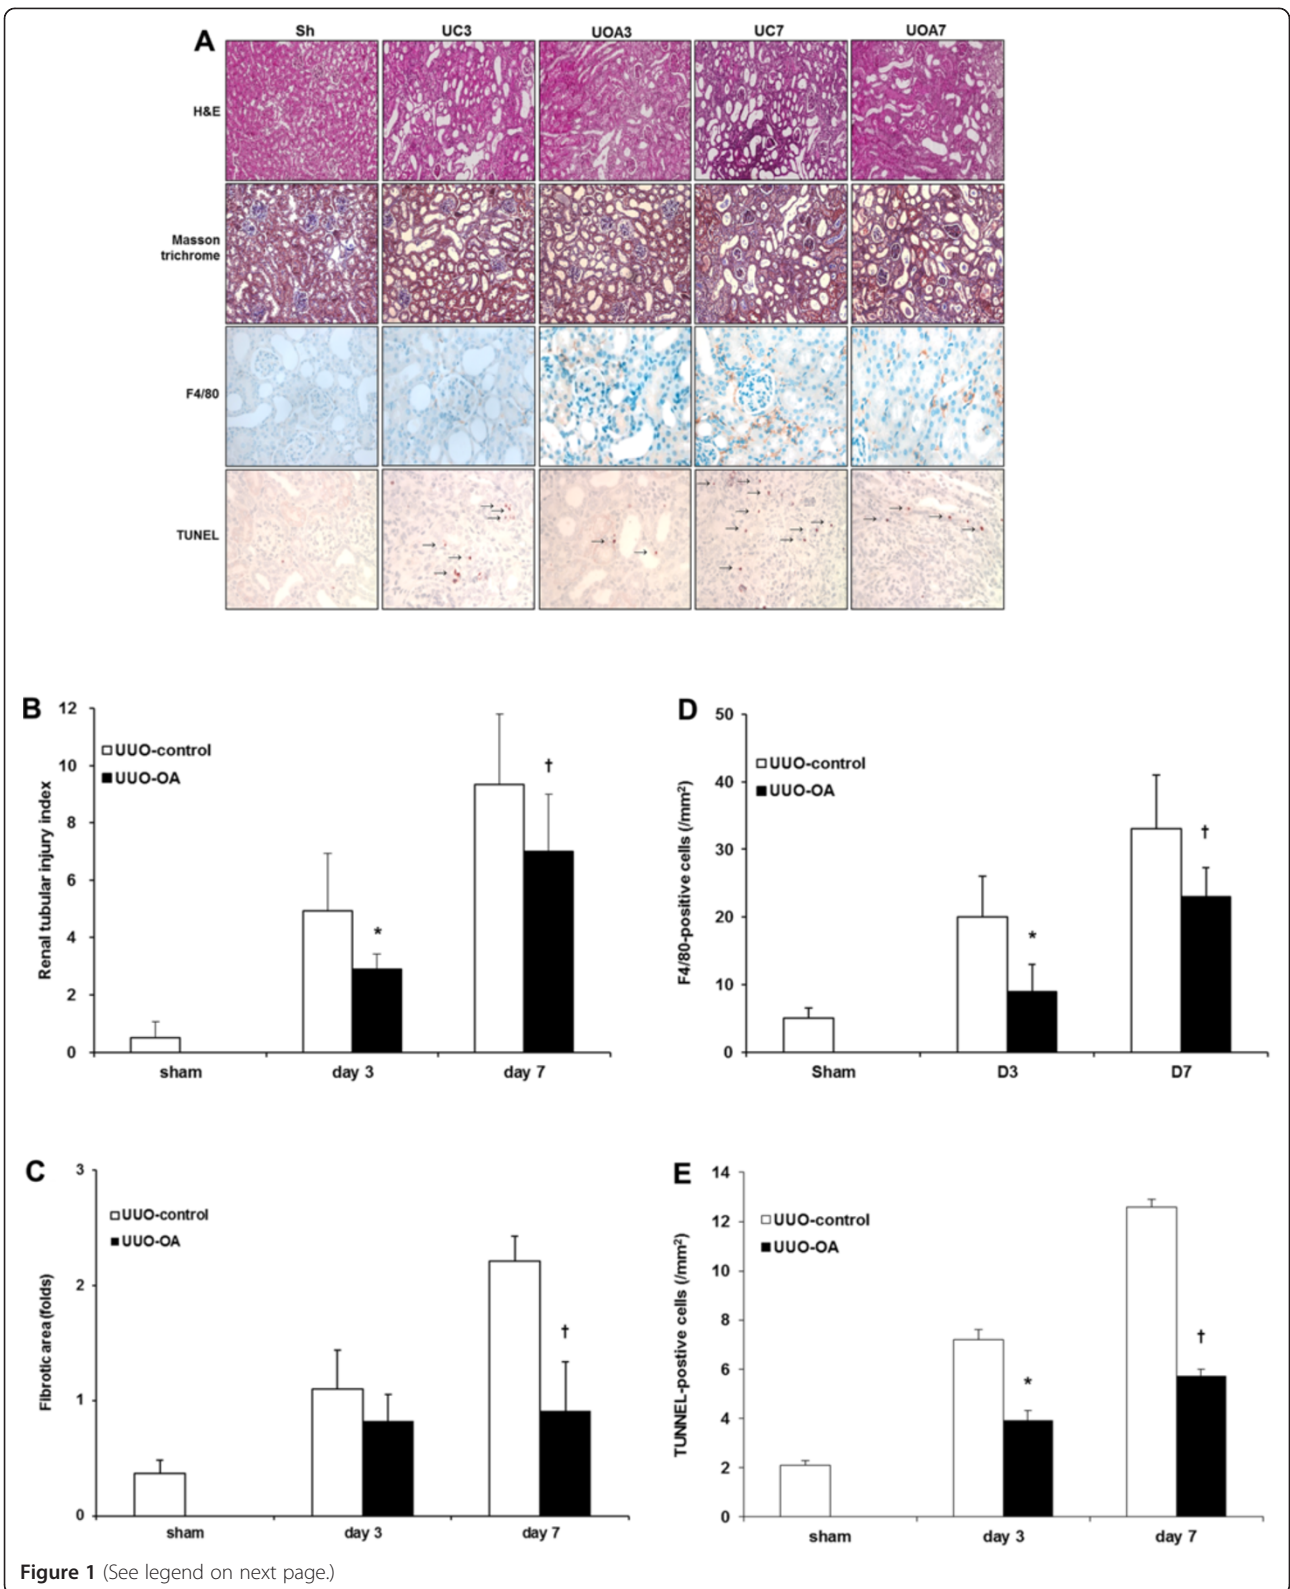 A
Sh UC3 UOA3 UC7 UOA7
H&E
Masson
trichrome
F4/80
TUNEL
B
Renal tubular injury index
12
10
8
6
4
2
0
UUO-control
UUO-OA
*
†
sham day 3 day 7
D
F4/80-positive cells (/mm²)
50
40
30
20
10
0
UUO-control
UUO-OA
*
†
Sham D3 D7
C
Fibrotic area (folds)
3
2
1
0
UUO-control
UUO-OA
†
sham day 3 day 7
E
TUNNEL-postive cells (/mm²)
14
12
10
8
6
4
2
0
UUO-control
UUO-OA
*
†
sham day 3 day 7
Figure 1 (See legend on next page.)